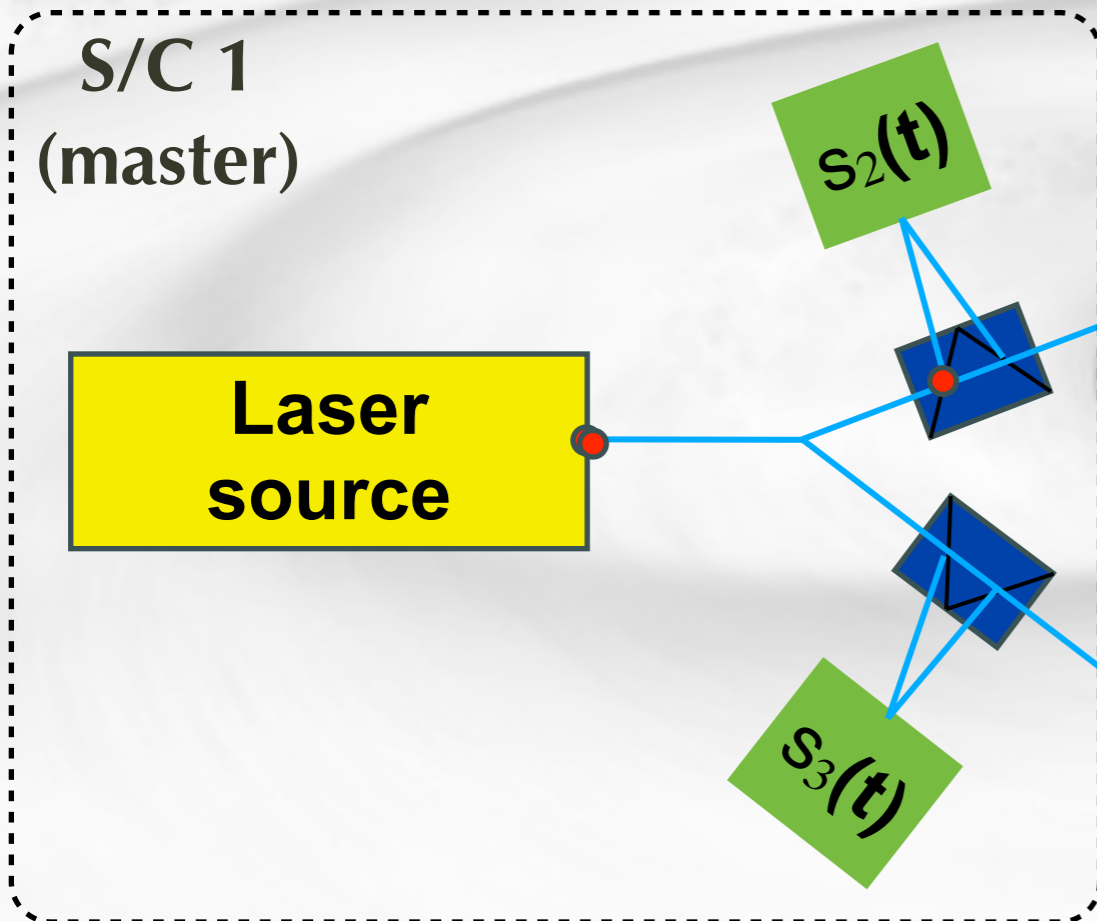 S/C 1
(master)
s₂(t)
Laser
source
s₃(t)